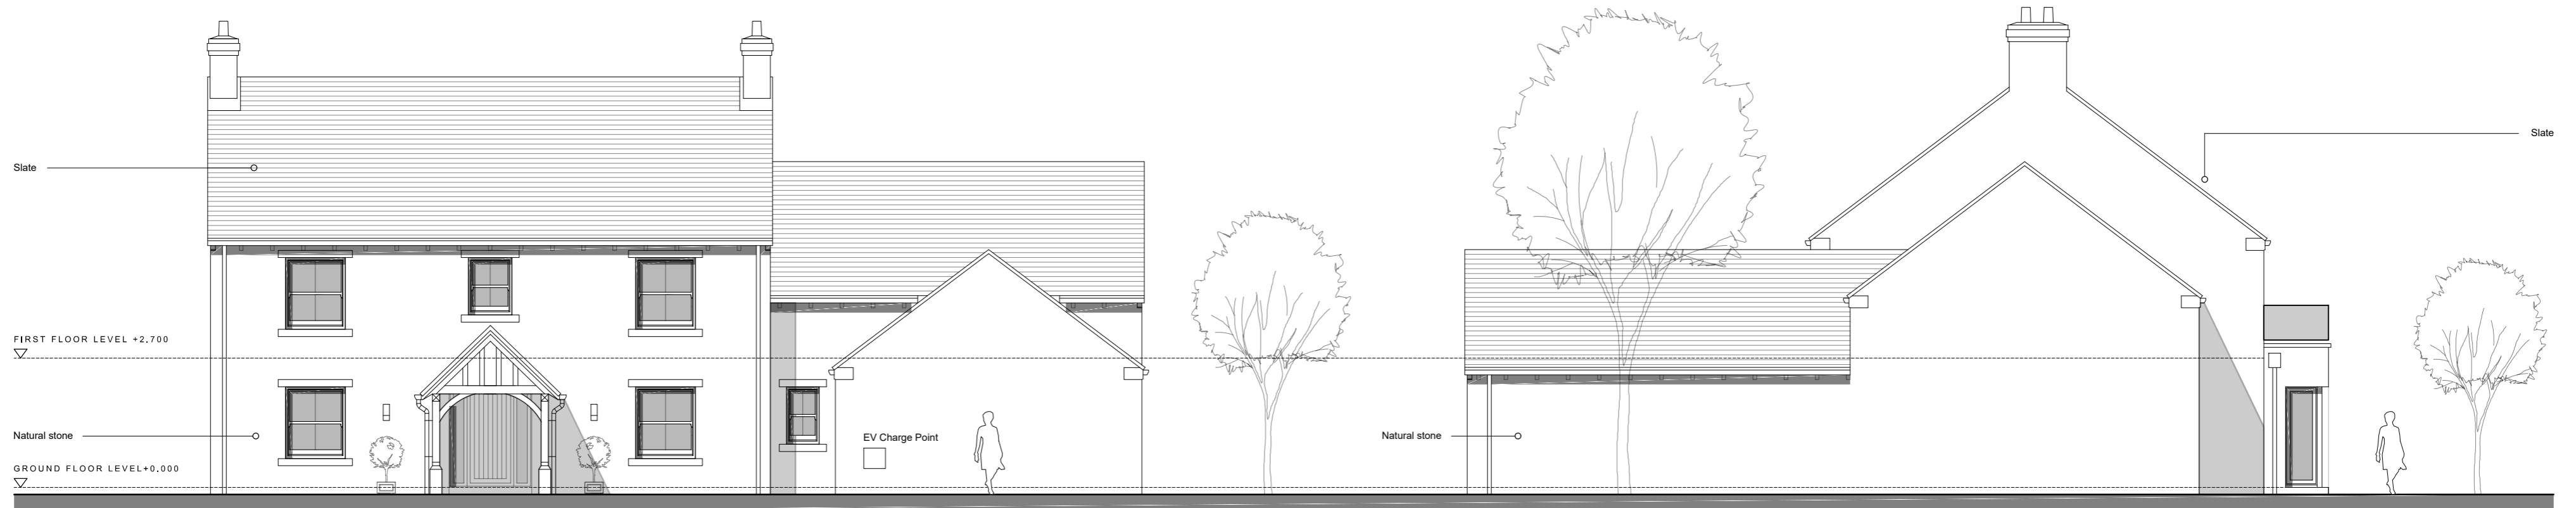 Slate
Slate
FIRST FLOOR LEVEL +2.700
Natural stone
EV Charge Point
Natural stone
GROUND FLOOR LEVEL+0.000